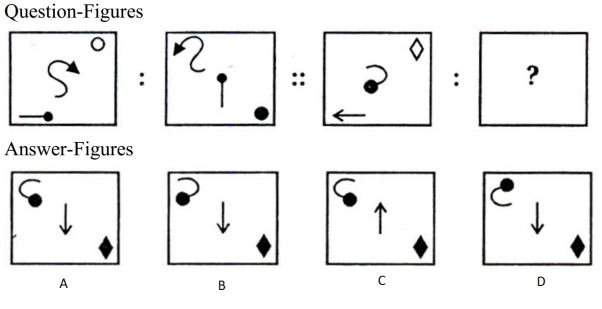 Question-Figures
: :: : ?
Answer-Figures
A B C D